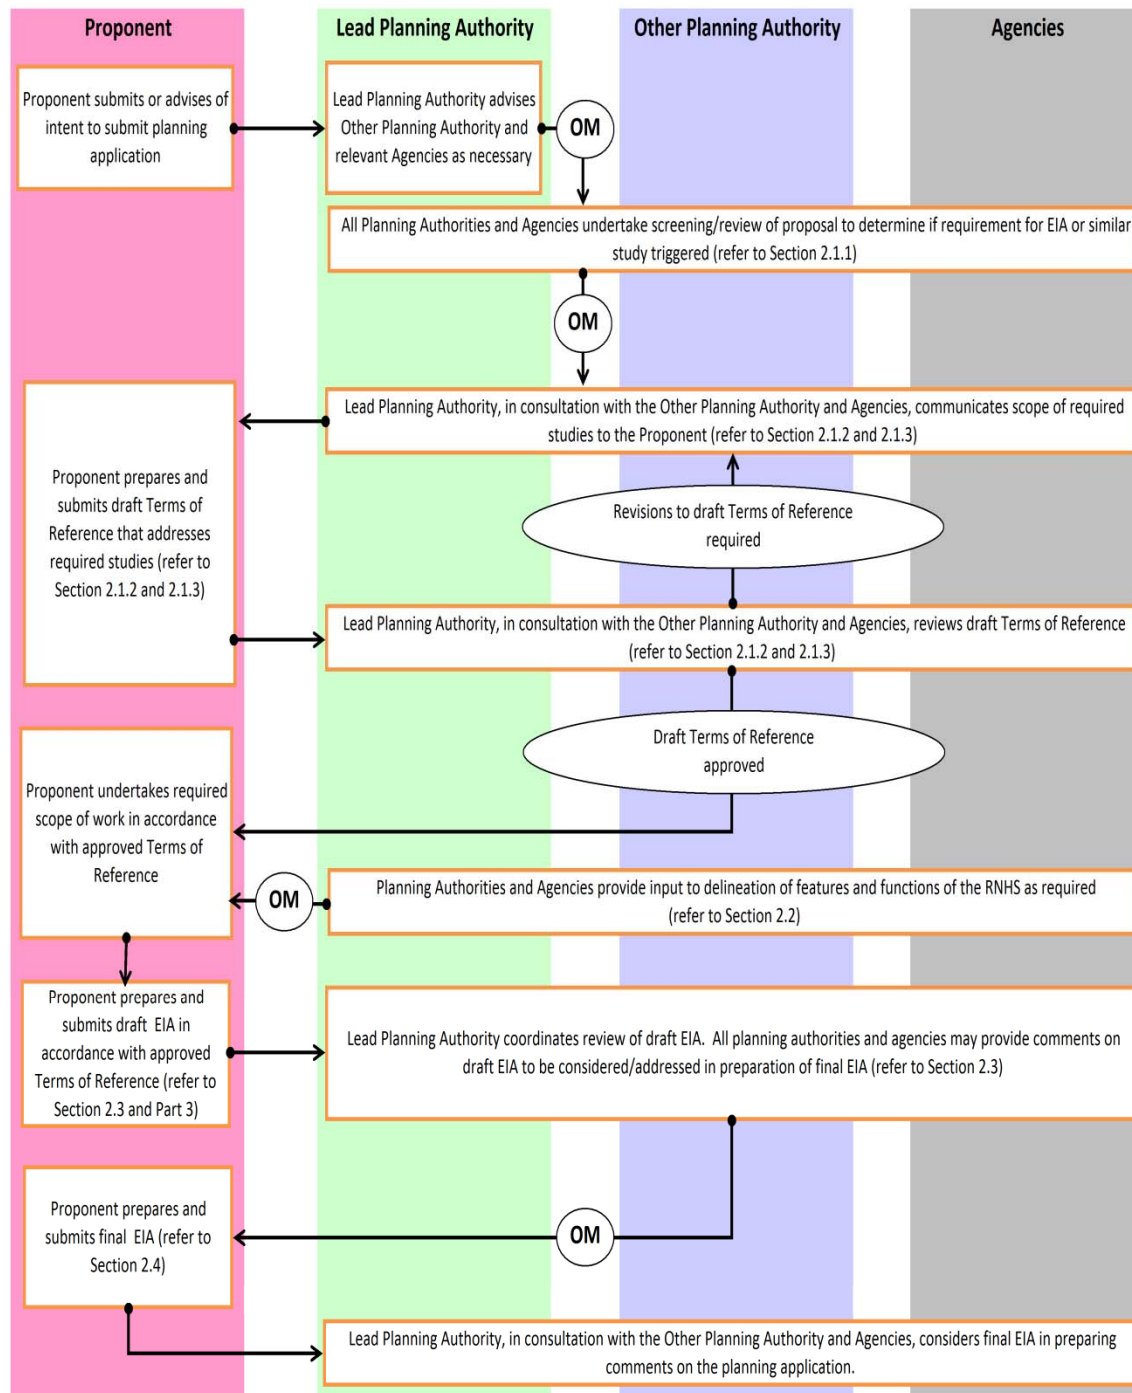 Proponent
Lead Planning Authority
Other Planning Authority
Agencies
Proponent submits or advises of
intent to submit planning
application
Lead Planning Authority advises
Other Planning Authority and
relevant Agencies as necessary
OM
All Planning Authorities and Agencies undertake screening/review of proposal to determine if requirement for EIA or similar
study triggered (refer to Section 2.1.1)
OM
Lead Planning Authority, in consultation with the Other Planning Authority and Agencies, communicates scope of required
studies to the Proponent (refer to Section 2.1.2 and 2.1.3)
Proponent prepares and
submits draft Terms of
Reference that addresses
required studies (refer to
Section 2.1.2 and 2.1.3)
Revisions to draft Terms of Reference
required
Lead Planning Authority, in consultation with the Other Planning Authority and Agencies, reviews draft Terms of Reference
(refer to Section 2.1.2 and 2.1.3)
Draft Terms of Reference
approved
Proponent undertakes required
scope of work in accordance
with approved Terms of
Reference
OM
Planning Authorities and Agencies provide input to delineation of features and functions of the RNHS as required
(refer to Section 2.2)
Proponent prepares and
submits draft EIA in
accordance with approved
Terms of Reference (refer to
Section 2.3 and Part 3)
Lead Planning Authority coordinates review of draft EIA. All planning authorities and agencies may provide comments on
draft EIA to be considered/addressed in preparation of final EIA (refer to Section 2.3)
Proponent prepares and
submits final EIA (refer to
Section 2.4)
OM
Lead Planning Authority, in consultation with the Other Planning Authority and Agencies, considers final EIA in preparing
comments on the planning application.